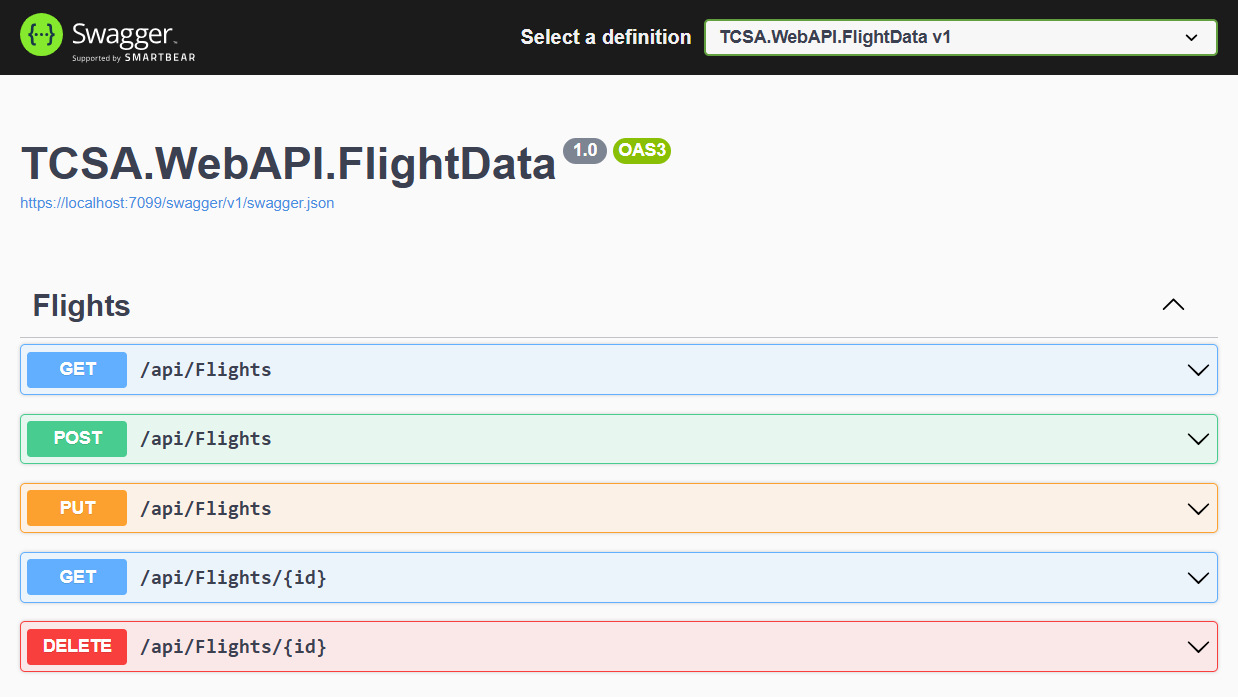 {···} Swagger™
Supported by SMARTBEAR
Select a definition
TCSA.WebAPI.FlightData v1
TCSA.WebAPI.FlightData 1.0 OAS3
https://localhost:7099/swagger/v1/swagger.json
Flights
GET /api/Flights
POST /api/Flights
PUT /api/Flights
GET /api/Flights/{id}
DELETE /api/Flights/{id}